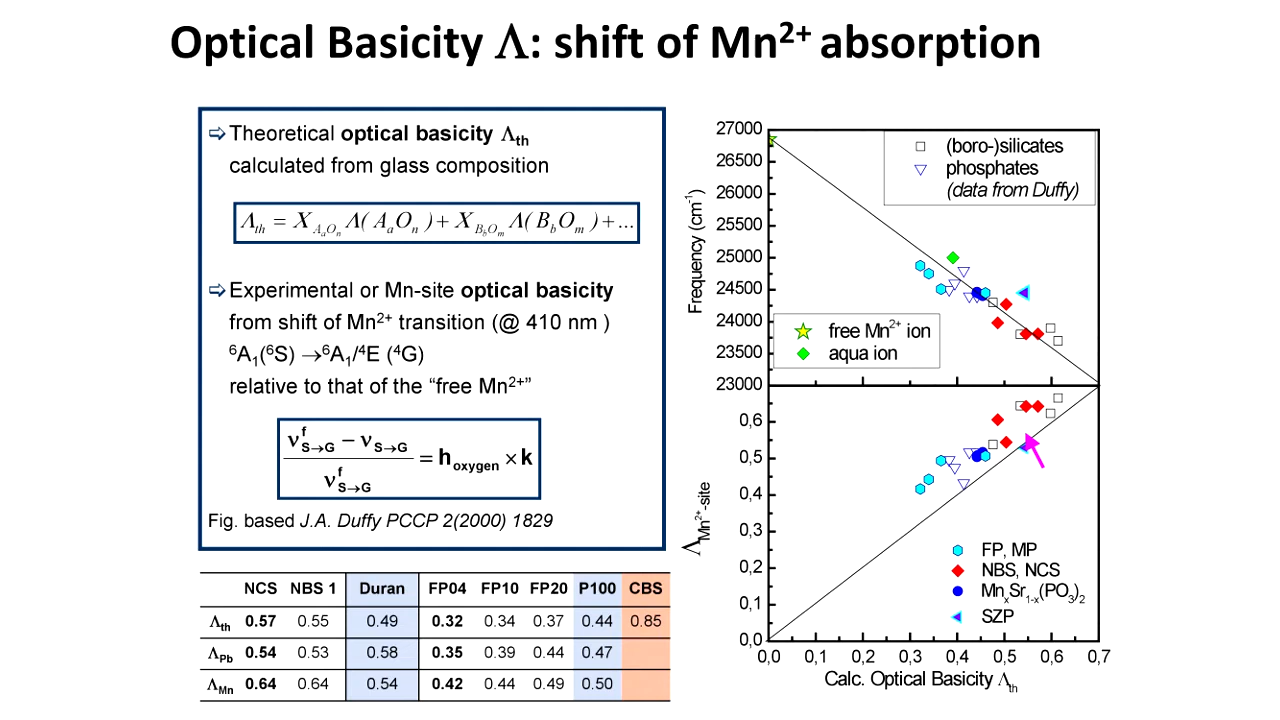 Optical Basicity Λ: shift of Mn²⁺ absorption
⇨ Theoretical optical basicity Λth
calculated from glass composition
Λth = X AaOn Λ( AaOn ) + X BbOm Λ( BbOm ) + ...
⇨ Experimental or Mn-site optical basicity
from shift of Mn²⁺ transition (@ 410 nm )
⁶A₁(⁶S) →⁶A₁/⁴E (⁴G)
relative to that of the “free Mn²⁺”
νᶠS→G − νS→G
νᶠS→G
= hoxygen × k
Fig. based J.A. Duffy PCCP 2(2000) 1829
NCS NBS 1 Duran FP04 FP10 FP20 P100 CBS
Λth 0.57 0.55 0.49 0.32 0.34 0.37 0.44 0.85
ΛPb 0.54 0.53 0.58 0.35 0.39 0.44 0.47
ΛMn 0.64 0.64 0.54 0.42 0.44 0.49 0.50
Frequency (cm⁻¹)
27000
26500
26000
25500
25000
24500
24000
23500
23000
(boro-)silicates
phosphates
(data from Duffy)
free Mn²⁺ ion
aqua ion
ΛMn²⁺-site
0,6
0,5
0,4
0,3
0,2
0,1
0,0
FP, MP
NBS, NCS
MnxSr1-x(PO3)2
SZP
0,0 0,1 0,2 0,3 0,4 0,5 0,6 0,7
Calc. Optical Basicity Λth